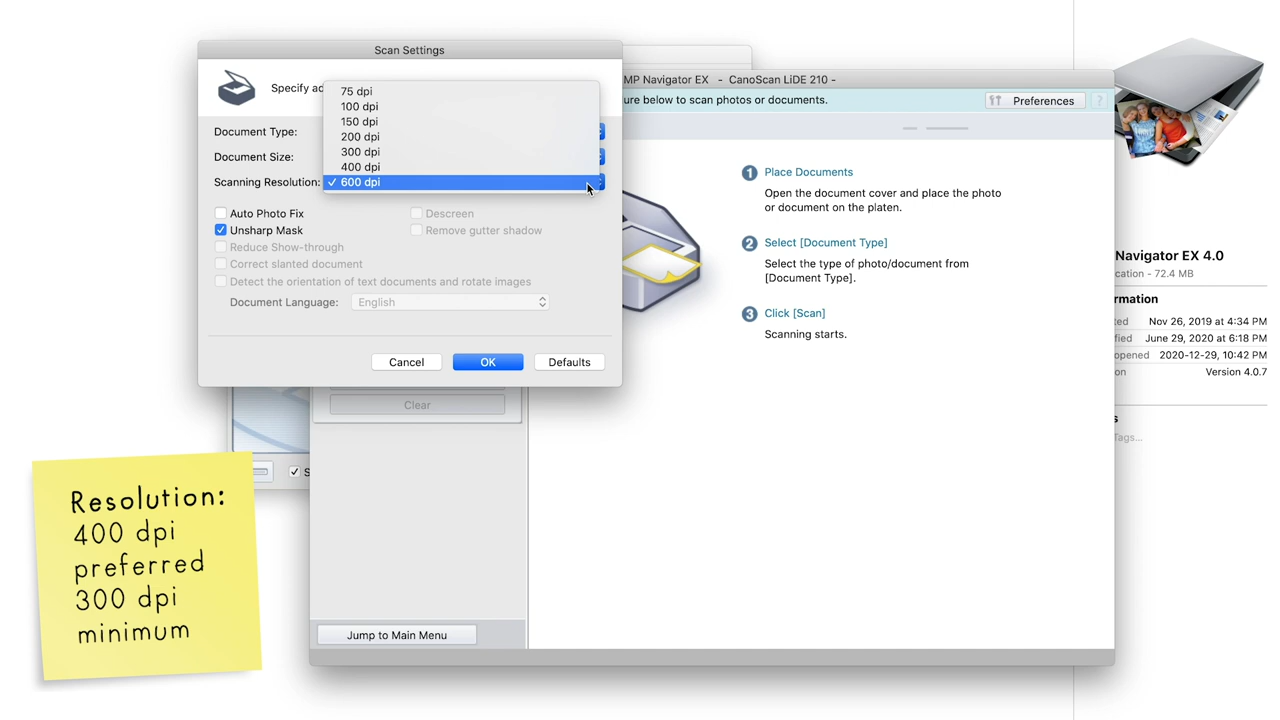 Scan Settings
Specify ad
75 dpi
100 dpi
150 dpi
200 dpi
300 dpi
400 dpi
✓ 600 dpi
Document Type:
Document Size:
Scanning Resolution:
Auto Photo Fix
Descreen
Unsharp Mask
Remove gutter shadow
Reduce Show-through
Correct slanted document
Detect the orientation of text documents and rotate images
Document Language: English
Cancel OK Defaults
MP Navigator EX - CanoScan LiDE 210 -
ure below to scan photos or documents.
Preferences ?
1 Place Documents
Open the document cover and place the photo
or document on the platen.
2 Select [Document Type]
Select the type of photo/document from
[Document Type].
3 Click [Scan]
Scanning starts.
Clear
S
Jump to Main Menu
Navigator EX 4.0
cation - 72.4 MB
rmation
ted Nov 26, 2019 at 4:34 PM
fied June 29, 2020 at 6:18 PM
opened 2020-12-29, 10:42 PM
on Version 4.0.7
s
Tags...
Resolution:
400 dpi
preferred
300 dpi
minimum